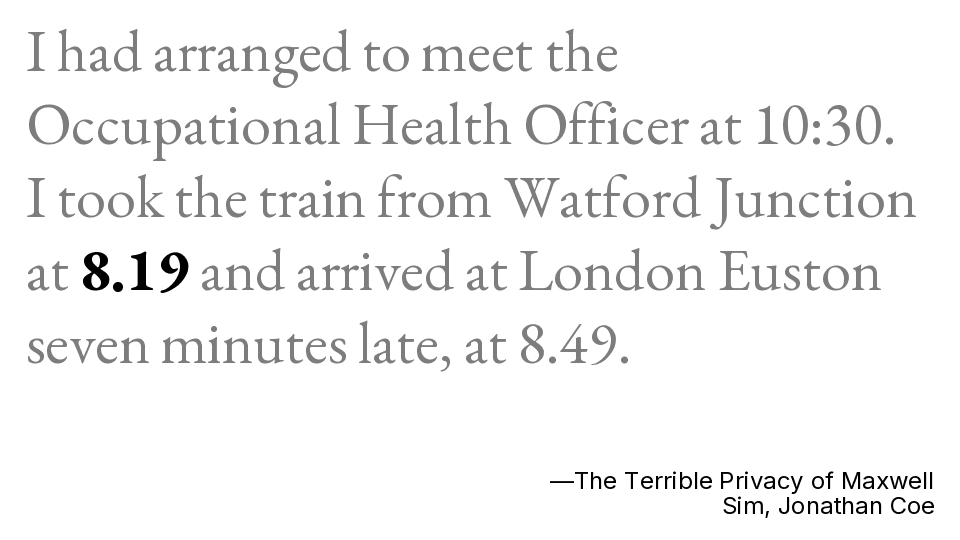 I had arranged to meet the
Occupational Health Officer at 10:30.
I took the train from Watford Junction
at 8.19 and arrived at London Euston
seven minutes late, at 8.49.
—The Terrible Privacy of Maxwell
Sim, Jonathan Coe